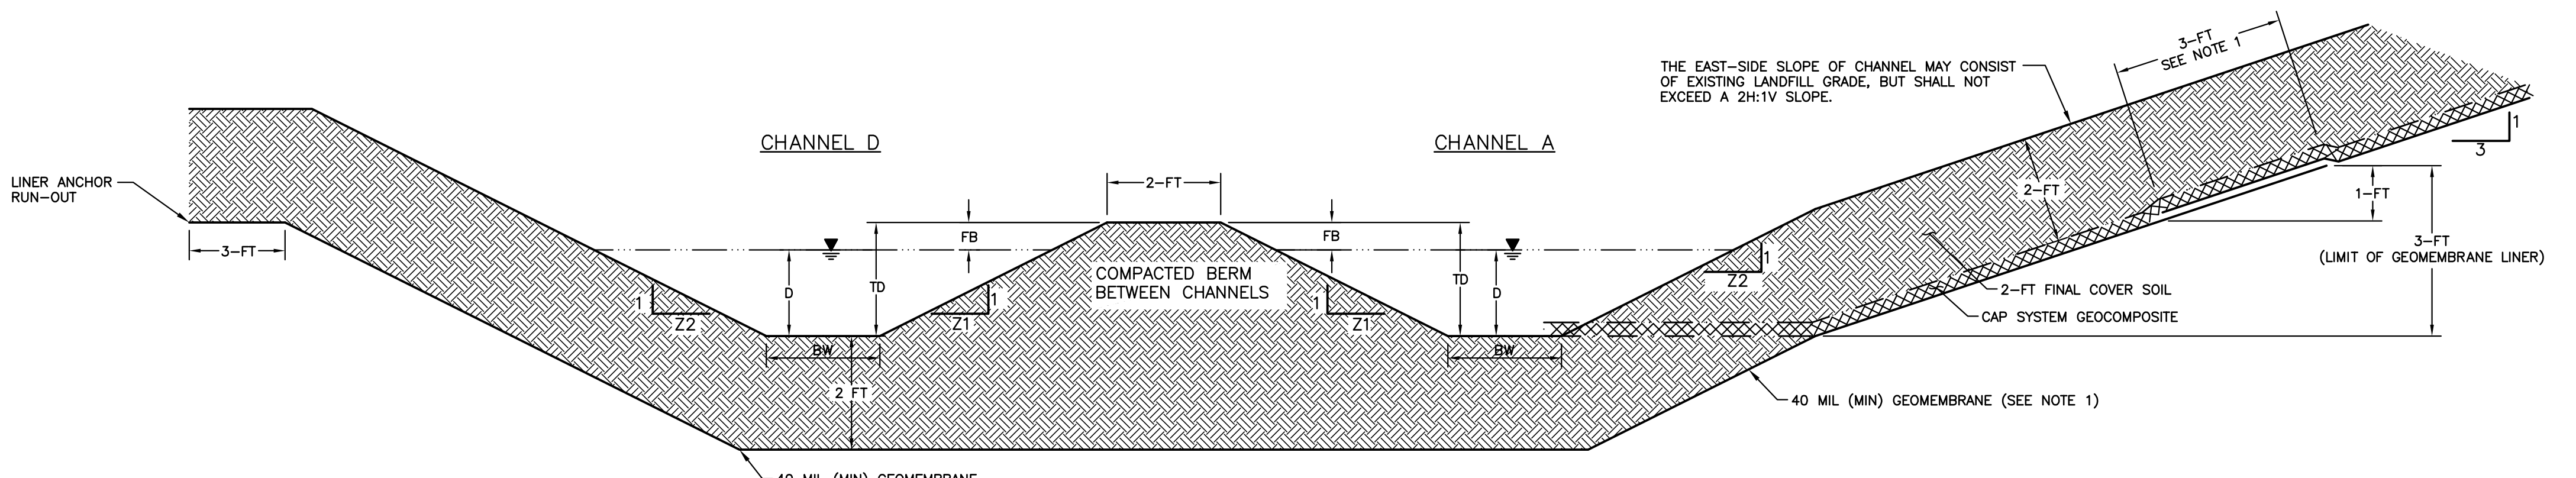 3-FT
SEE NOTE 1
THE EAST-SIDE SLOPE OF CHANNEL MAY CONSIST
OF EXISTING LANDFILL GRADE, BUT SHALL NOT
EXCEED A 2H:1V SLOPE.
CHANNEL D
CHANNEL A
1
3
LINER ANCHOR
RUN-OUT
2-FT
2-FT
1-FT
3-FT
FB
FB
3-FT
(LIMIT OF GEOMEMBRANE LINER)
COMPACTED BERM
BETWEEN CHANNELS
1
Z2
D
TD
1
Z1
1
Z1
TD
D
1
Z2
2-FT FINAL COVER SOIL
CAP SYSTEM GEOCOMPOSITE
BW
BW
2 FT
40 MIL (MIN) GEOMEMBRANE (SEE NOTE 1)
40 MIL (MIN) GEOMEMBRANE